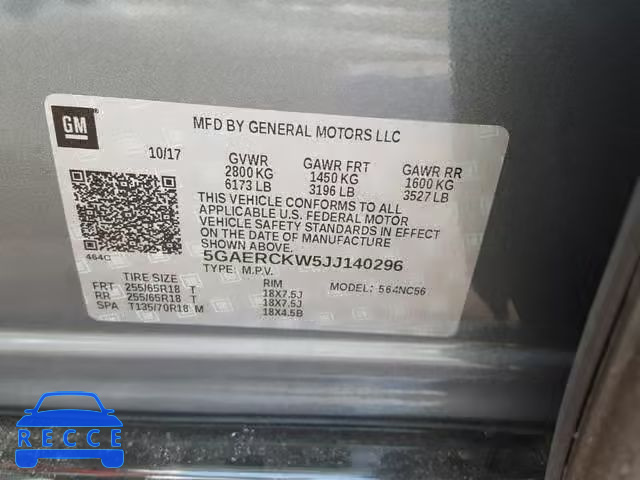 GM
MFD BY GENERAL MOTORS LLC
10/17 GVWR GAWR FRT GAWR RR
2800 KG 1450 KG 1600 KG
6173 LB 3196 LB 3527 LB
THIS VEHICLE CONFORMS TO ALL
APPLICABLE U.S. FEDERAL MOTOR
VEHICLE SAFETY STANDARDS IN EFFECT
ON THE DATE OF MANUFACTURE
SHOWN ABOVE.
464C 5GAERCKW5JJ140296
TYPE: M.P.V.
TIRE SIZE RIM MODEL: 564NC56
FRT 255/65R18 T 18X7.5J
RR 255/65R18 T 18X7.5J
SPA T135/70R18 M 18X4.5B
RECCE